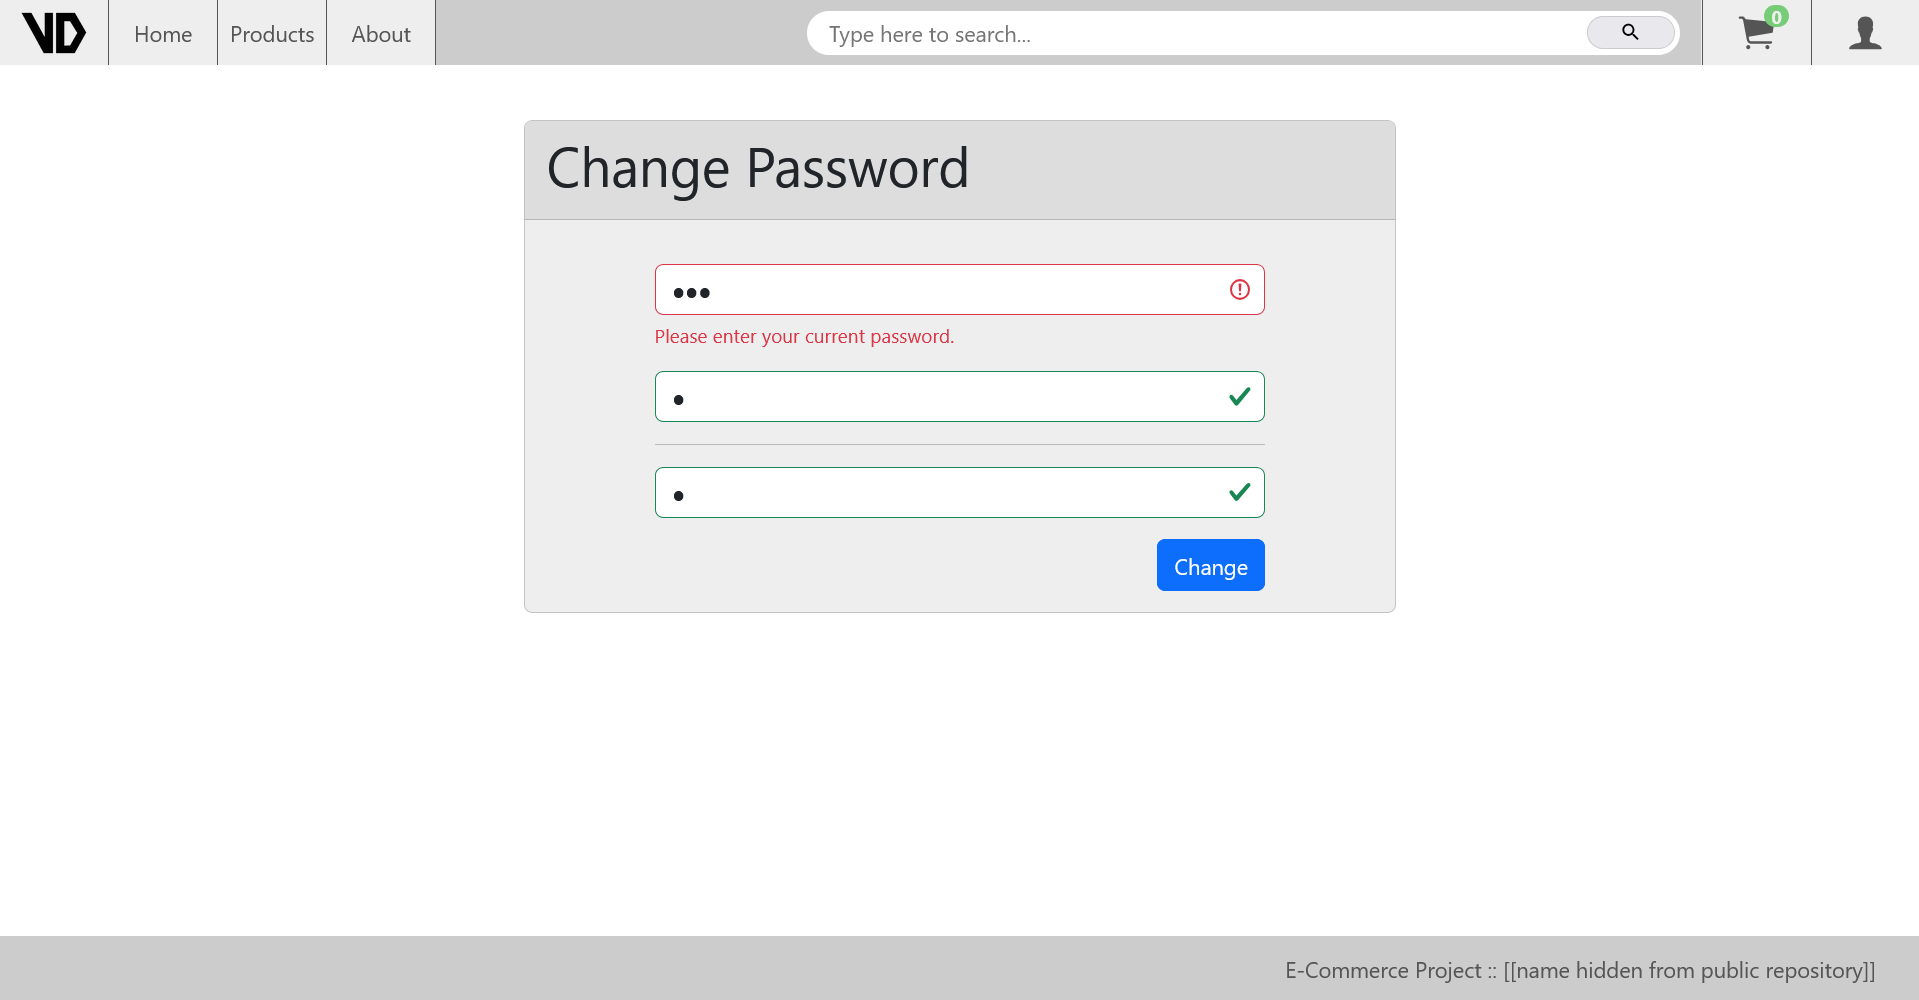 VD
Home
Products
About
Type here to search...
0
Change Password
•••
Please enter your current password.
•
•
Change
E-Commerce Project :: [[name hidden from public repository]]